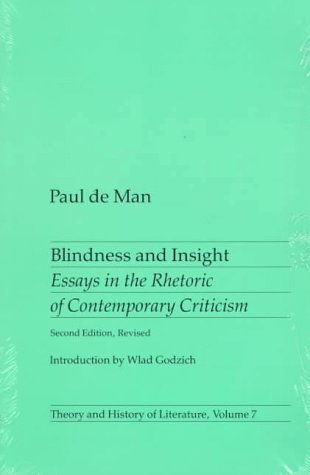 Paul de Man
Blindness and Insight
Essays in the Rhetoric
of Contemporary Criticism
Second Edition, Revised
Introduction by Wlad Godzich
Theory and History of Literature, Volume 7